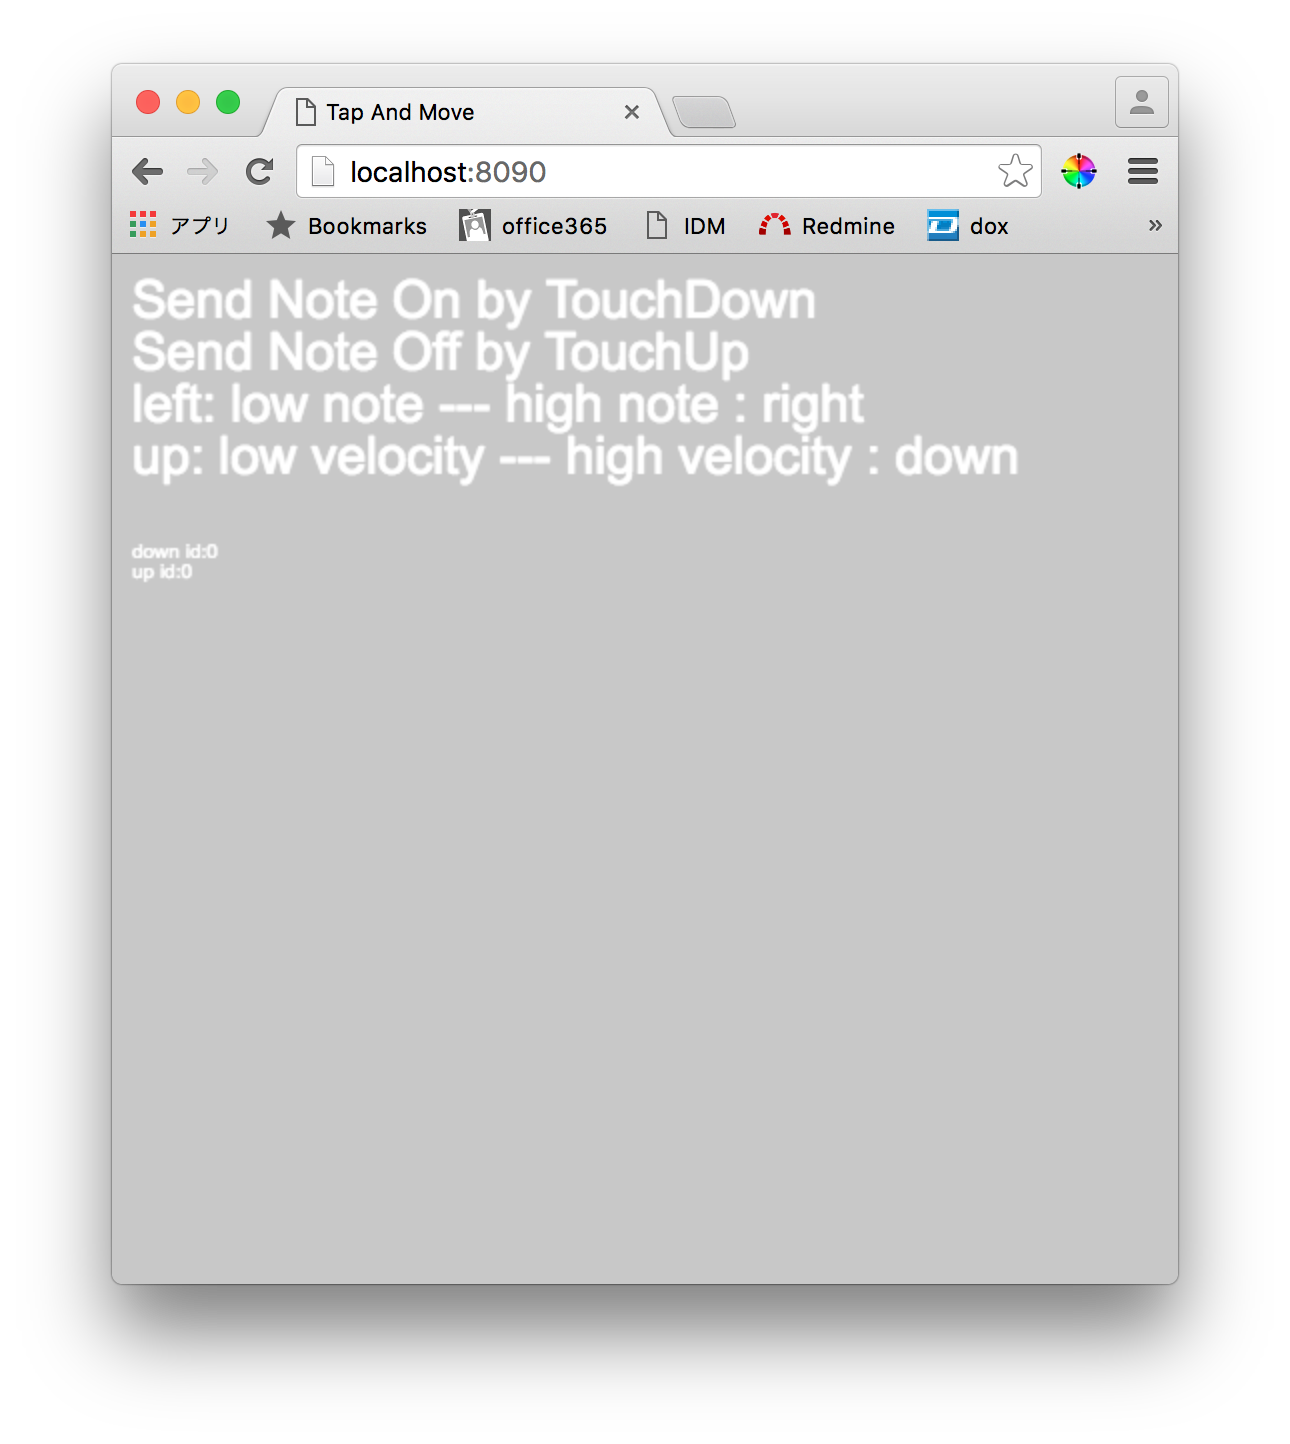 Tap And Move
localhost:8090
アプリ Bookmarks office365 IDM Redmine dox »
Send Note On by TouchDown
Send Note Off by TouchUp
left: low note --- high note : right
up: low velocity --- high velocity : down
down id:0
up id:0